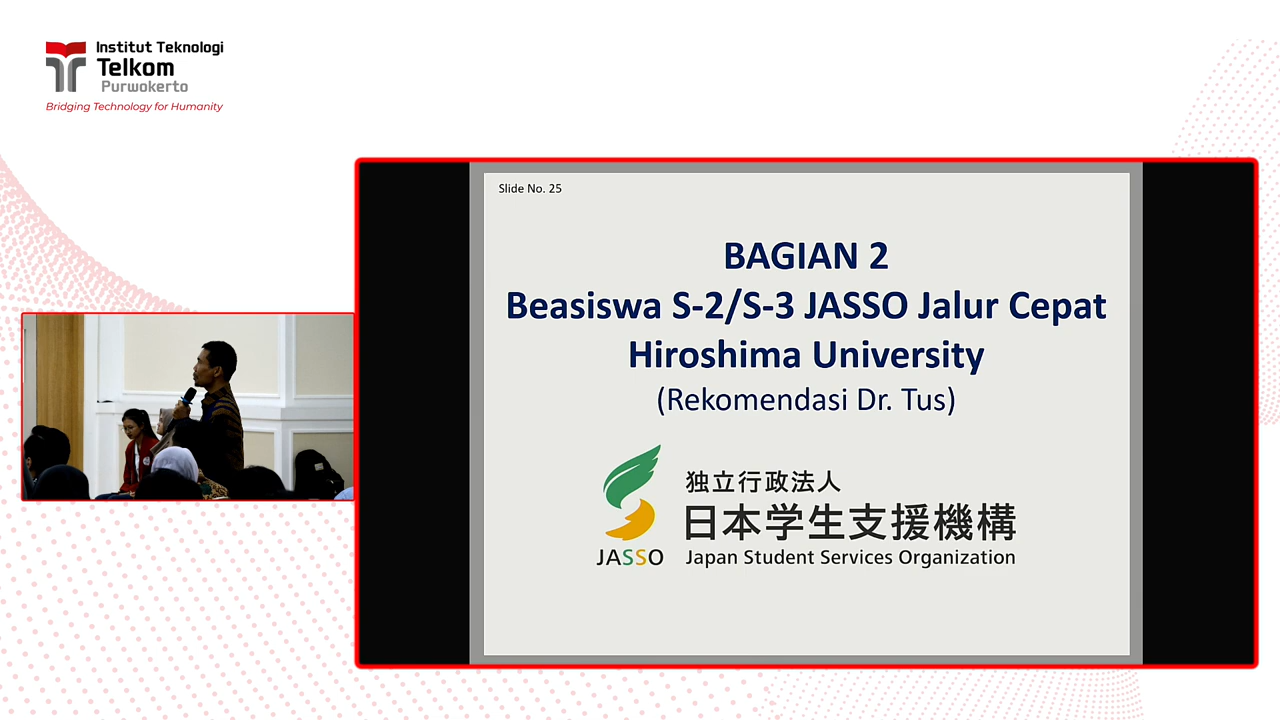 Institut Teknologi
Telkom
Purwokerto
Bridging Technology for Humanity
Slide No. 25
BAGIAN 2
Beasiswa S-2/S-3 JASSO Jalur Cepat
Hiroshima University
(Rekomendasi Dr. Tus)
独立行政法人
日本学生支援機構
JASSO
Japan Student Services Organization